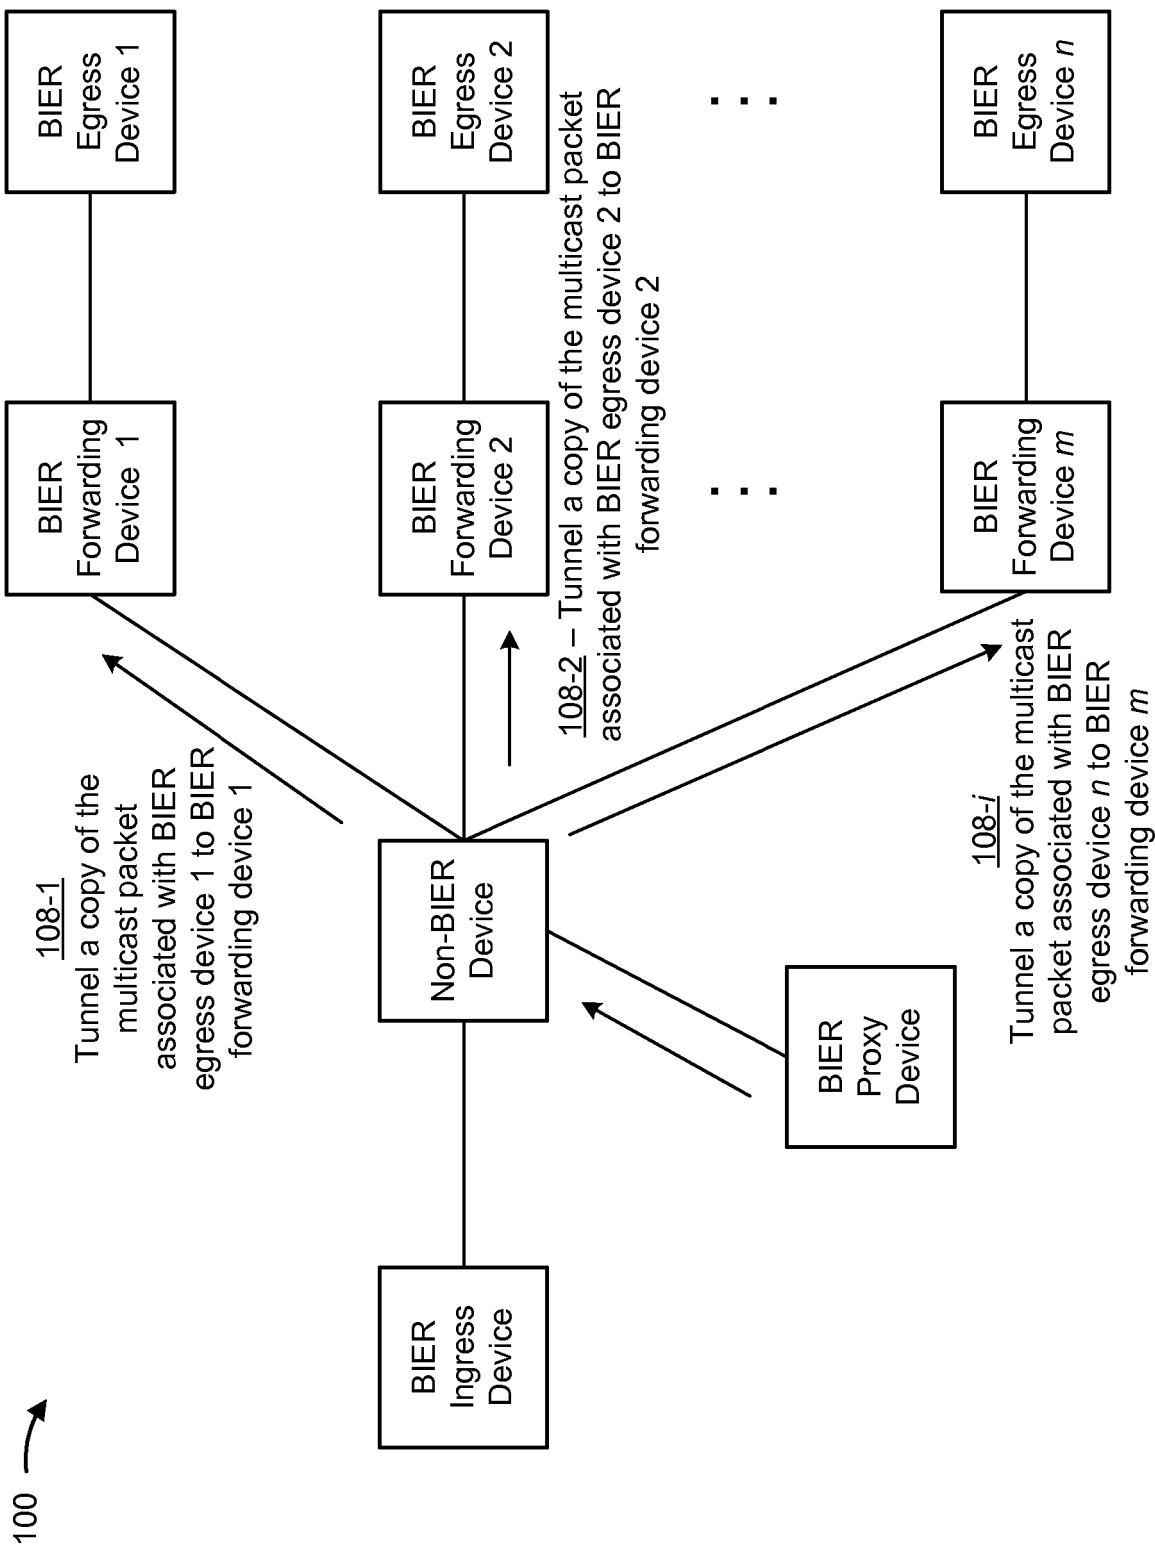 100
BIER
Ingress
Device
Non-BIER
Device
BIER
Proxy
Device
108-1
Tunnel a copy of the
multicast packet
associated with BIER
egress device 1 to BIER
forwarding device 1
BIER
Forwarding
Device 1
BIER
Egress
Device 1
BIER
Forwarding
Device 2
BIER
Egress
Device 2
108-2 – Tunnel a copy of the multicast packet
associated with BIER egress device 2 to BIER
forwarding device 2
. . .
. . .
108-i
Tunnel a copy of the multicast
packet associated with BIER
egress device n to BIER
forwarding device m
BIER
Forwarding
Device m
BIER
Egress
Device n